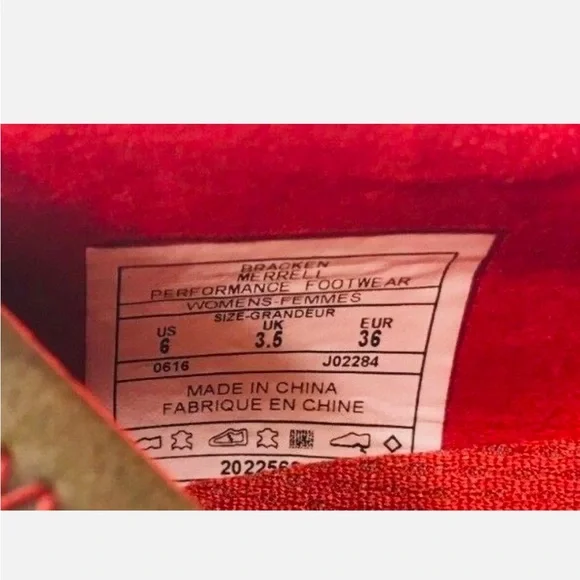 BRACKEN
MERRELL
PERFORMANCE FOOTWEAR
WOMENS-FEMMES
SIZE-GRANDEUR
US UK EUR
6 3.5 36
0616 J02284
MADE IN CHINA
FABRIQUE EN CHINE